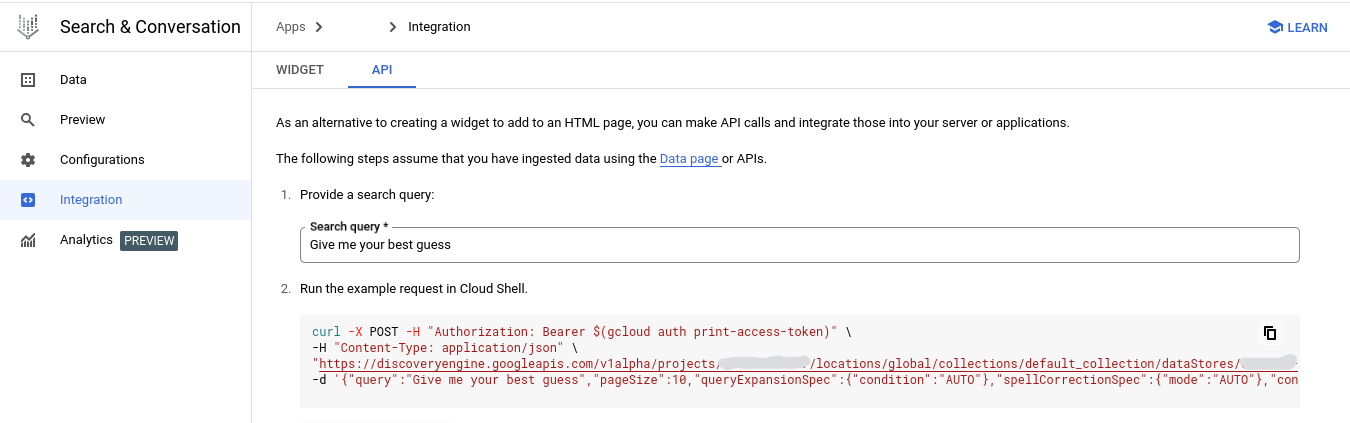 Search & Conversation
Apps > > Integration
LEARN
Data
Preview
Configurations
Integration
Analytics PREVIEW
WIDGET API
As an alternative to creating a widget to add to an HTML page, you can make API calls and integrate those into your server or applications.
The following steps assume that you have ingested data using the Data page or APIs.
1. Provide a search query:
Search query *
Give me your best guess
2. Run the example request in Cloud Shell.
curl -X POST -H "Authorization: Bearer $(gcloud auth print-access-token)" \
-H "Content-Type: application/json" \
"https://discoveryengine.googleapis.com/v1alpha/projects/ /locations/global/collections/default_collection/dataStores/
-d '{"query":"Give me your best guess","pageSize":10,"queryExpansionSpec":{"condition":"AUTO"},"spellCorrectionSpec":{"mode":"AUTO"},"con